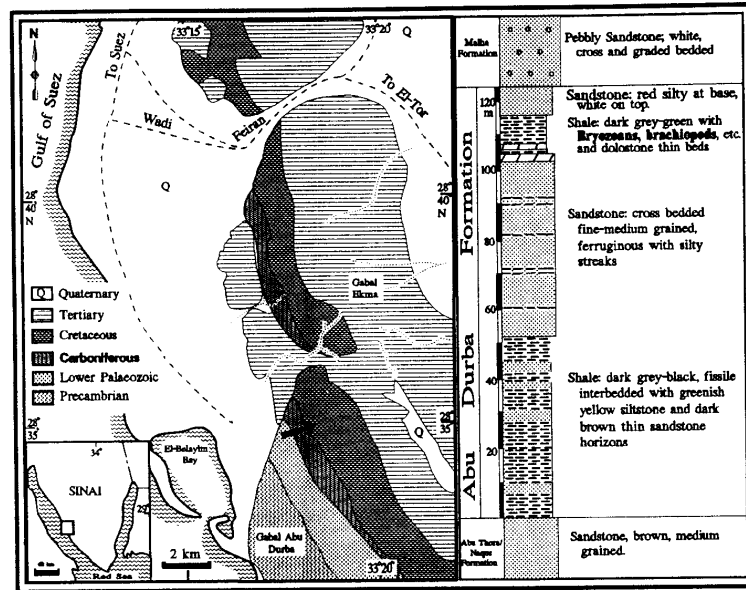 N
33°15'
33°20'
Q
To Suez
Gulf of Suez
Wadi
Feiran
To El-Tor
Q
28°
40
N
28°
40
N
Gabal
Ekma
Q Quaternary
Tertiary
Cretaceous
Carboniferous
Lower Palaeozic
Precambrian
28°
35
28°
35
N
Q
34°
SINAI
29
Red Sea
El-Belayim
Bay
2 km
Gabal Abu
Durba
33°20'
Malha
Formation
Pebbly Sandstone; white,
cross and graded bedded
Abu Durba Formation
120
m
100
80
60
40
20
Sandstone: red silty at base,
white on top.
Shale: dark grey-green with
Bryozoans, brachiopods, etc.
and dolostone thin beds
Sandstone: cross bedded
fine-medium grained,
ferruginous with silty
streaks
Shale: dark grey-black, fissile
interbedded with greenish
yellow siltstone and dark
brown thin sandstone
horizons
Abu Thora/
Naqus
Formation
Sandstone, brown, medium
grained.